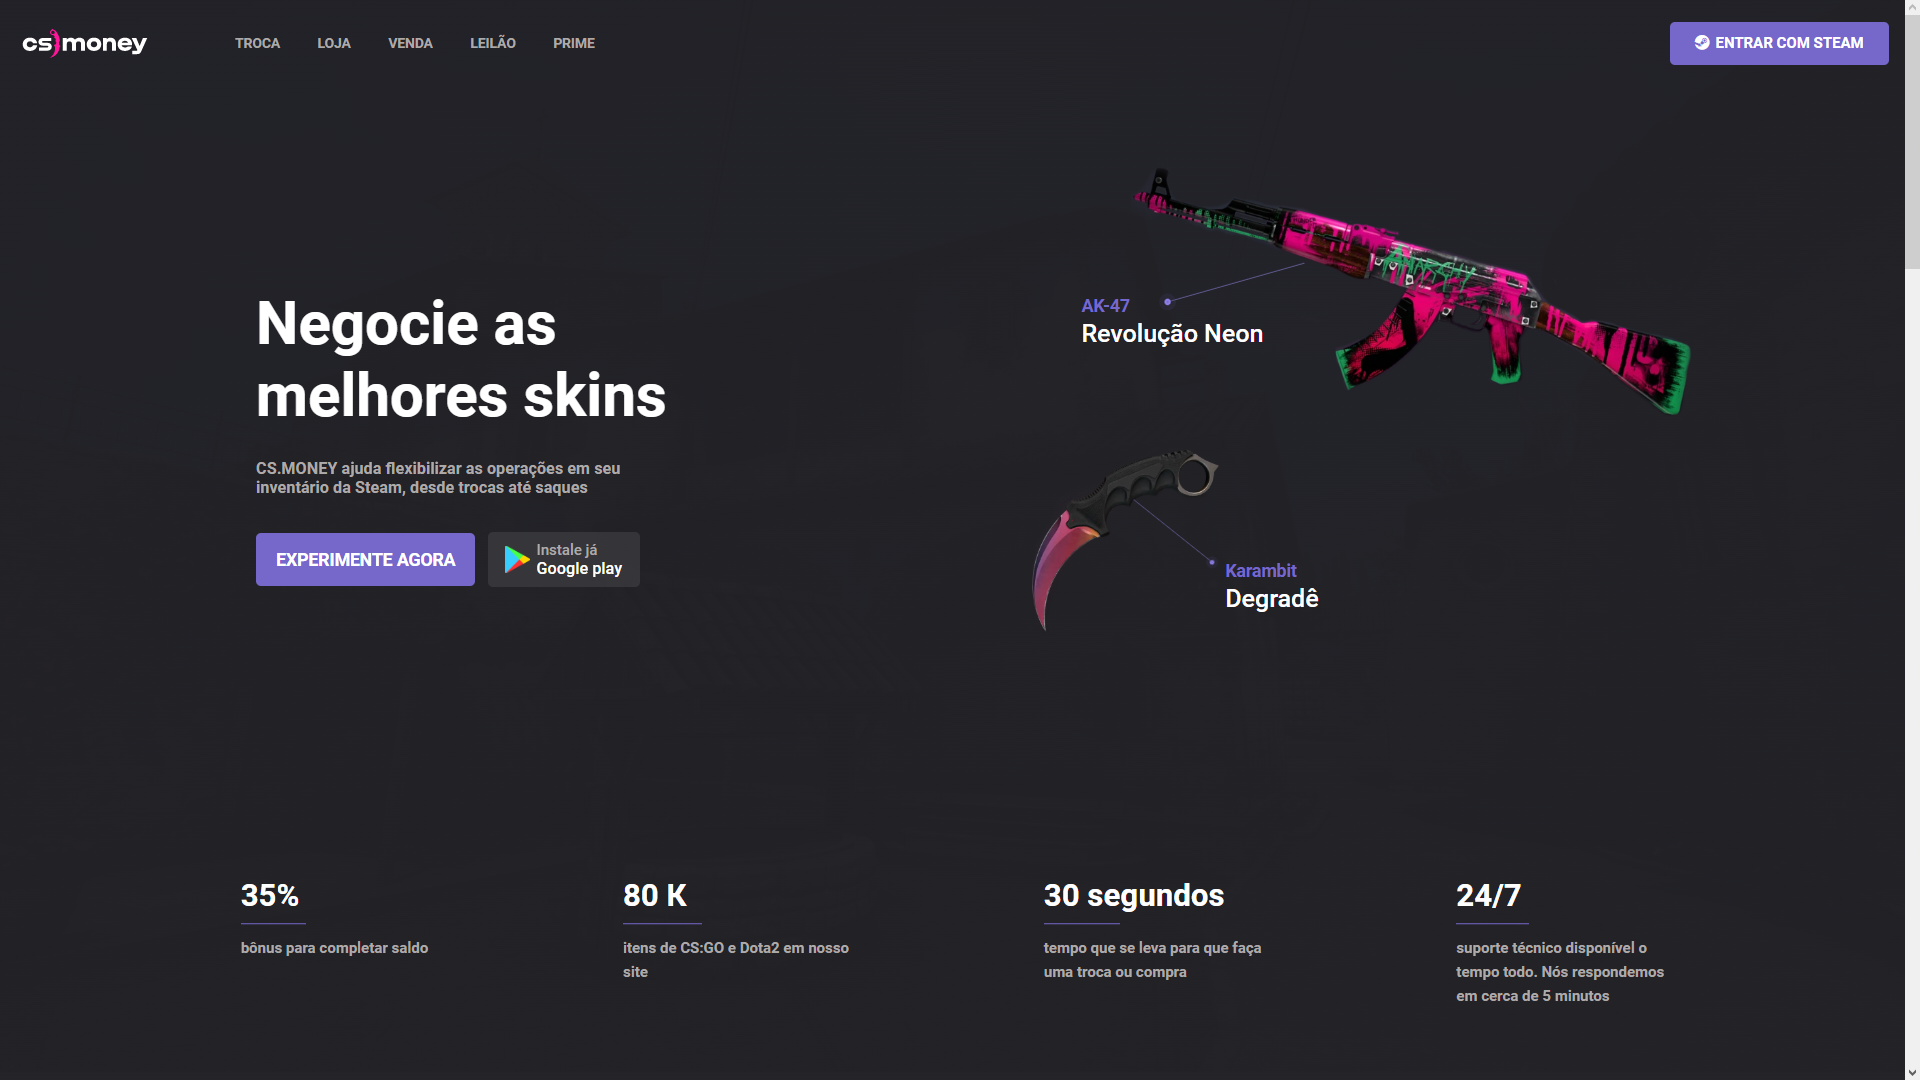 cs money
TROCA
LOJA
VENDA
LEILÃO
PRIME
ENTRAR COM STEAM
ANARCHY
AK-47
Revolução Neon
Negocie as
melhores skins
CS.MONEY ajuda flexibilizar as operações em seu
inventário da Steam, desde trocas até saques
EXPERIMENTE AGORA
Instale já
Google play
Karambit
Degradê
35%
bônus para completar saldo
80 K
itens de CS:GO e Dota2 em nosso
site
30 segundos
tempo que se leva para que faça
uma troca ou compra
24/7
suporte técnico disponível o
tempo todo. Nós respondemos
em cerca de 5 minutos